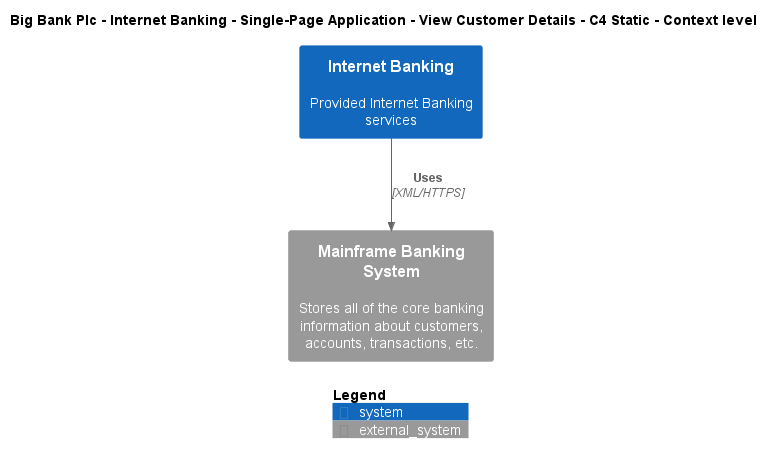 Big Bank Plc - Internet Banking - Single-Page Application - View Customer Details - C4 Static - Context level
Internet Banking
Provided Internet Banking
services
Uses
[XML/HTTPS]
Mainframe Banking
System
Stores all of the core banking
information about customers,
accounts, transactions, etc.
Legend
system
external_system